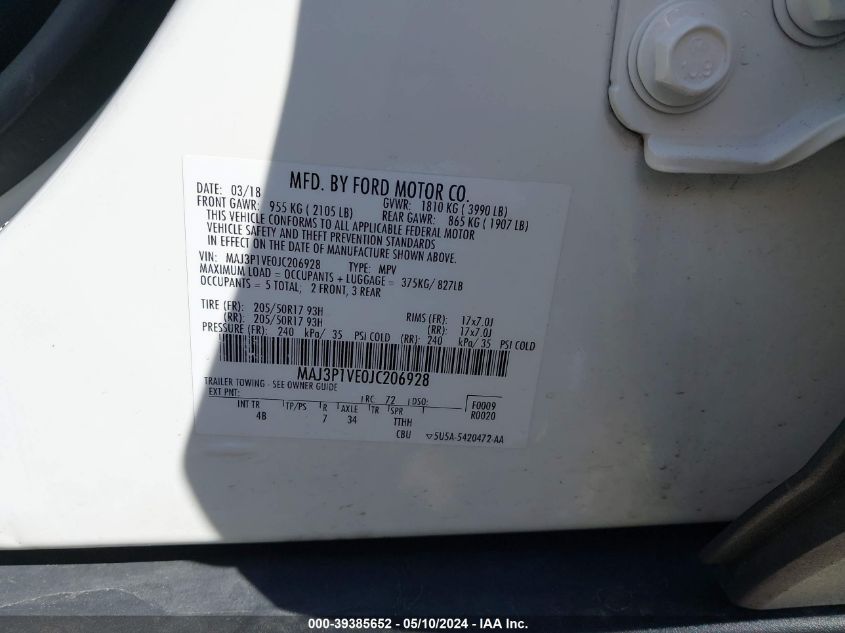 DATE: 03/18 MFD. BY FORD MOTOR CO.
FRONT GAWR: 955 KG ( 2105 LB) GVWR: 1810 KG ( 3990 LB)
REAR GAWR: 865 KG ( 1907 LB)
THIS VEHICLE CONFORMS TO ALL APPLICABLE FEDERAL MOTOR
VEHICLE SAFETY AND THEFT PREVENTION STANDARDS
IN EFFECT ON THE DATE OF MANUFACTURE SHOWN ABOVE.
VIN: MAJ3P1VE0JC206928 TYPE: MPV
MAXIMUM LOAD = OCCUPANTS + LUGGAGE = 375KG/ 827LB
OCCUPANTS = 5 TOTAL; 2 FRONT, 3 REAR
TIRE (FR): 205/50R17 93H RIMS (FR): 17x7.0J
(RR): 205/50R17 93H (RR): 17x7.0J
PRESSURE (FR): 240 kPa/ 35 PSI COLD (RR): 240 kPa/ 35 PSI COLD
MAJ3P1VE0JC206928
TRAILER TOWING - SEE OWNER GUIDE
EXT PNT: RC: 72 DSO: F0009
R0020
INT TR TP/PS R AXLE TR SPR
4B 7 34 TTHH
CBU 5U5A-5420472-AA
000-39385652 - 05/10/2024 - IAA Inc.